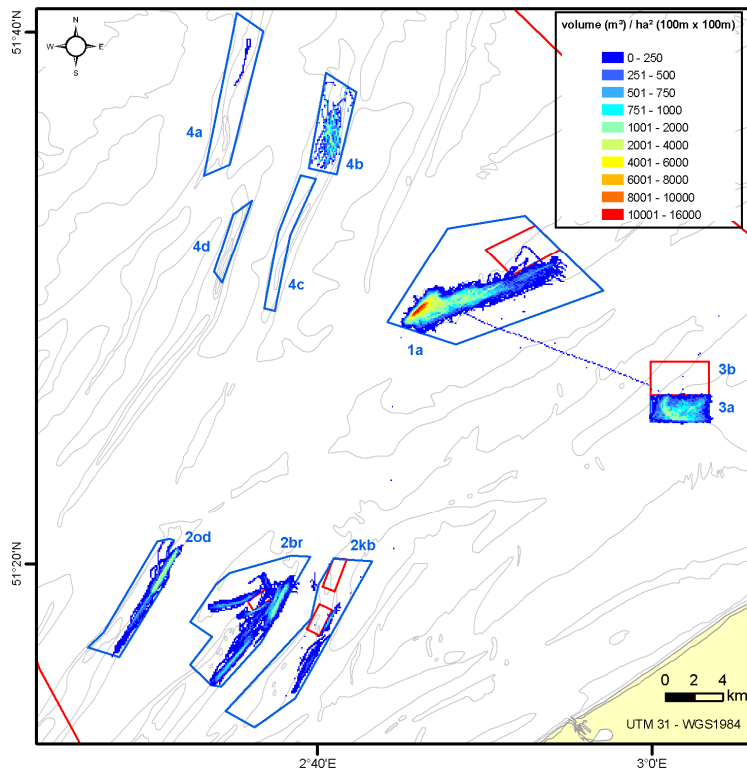 51°40'N
N
W
E
S
volume (m³) / ha² (100m x 100m)
0 - 250
251 - 500
501 - 750
751 - 1000
1001 - 2000
2001 - 4000
4001 - 6000
6001 - 8000
8001 - 10000
10001 - 16000
4a
4b
4d
4c
1a
3b
3a
51°20'N
2od
2br
2kb
0 2 4
km
UTM 31 - WGS1984
2°40'E
3°0'E